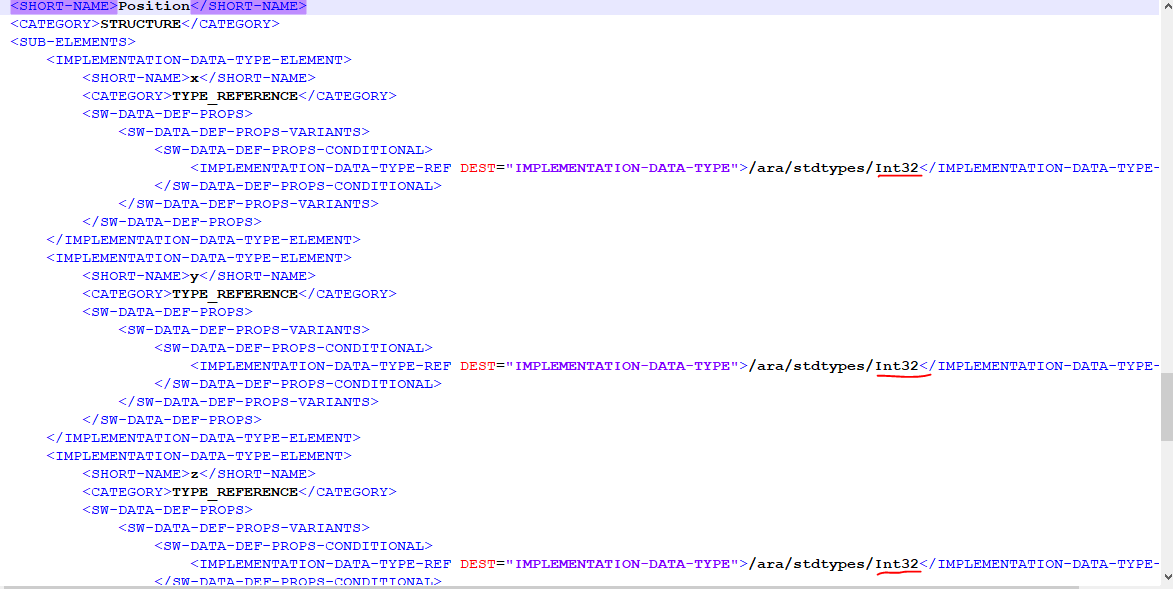 <SHORT-NAME>Position</SHORT-NAME>
<CATEGORY>STRUCTURE</CATEGORY>
<SUB-ELEMENTS>
<IMPLEMENTATION-DATA-TYPE-ELEMENT>
<SHORT-NAME>x</SHORT-NAME>
<CATEGORY>TYPE_REFERENCE</CATEGORY>
<SW-DATA-DEF-PROPS>
<SW-DATA-DEF-PROPS-VARIANTS>
<SW-DATA-DEF-PROPS-CONDITIONAL>
<IMPLEMENTATION-DATA-TYPE-REF DEST="IMPLEMENTATION-DATA-TYPE">/ara/stdtypes/Int32</IMPLEMENTATION-DATA-TYPE-
</SW-DATA-DEF-PROPS-CONDITIONAL>
</SW-DATA-DEF-PROPS-VARIANTS>
</SW-DATA-DEF-PROPS>
</IMPLEMENTATION-DATA-TYPE-ELEMENT>
<IMPLEMENTATION-DATA-TYPE-ELEMENT>
<SHORT-NAME>y</SHORT-NAME>
<CATEGORY>TYPE_REFERENCE</CATEGORY>
<SW-DATA-DEF-PROPS>
<SW-DATA-DEF-PROPS-VARIANTS>
<SW-DATA-DEF-PROPS-CONDITIONAL>
<IMPLEMENTATION-DATA-TYPE-REF DEST="IMPLEMENTATION-DATA-TYPE">/ara/stdtypes/Int32</IMPLEMENTATION-DATA-TYPE-
</SW-DATA-DEF-PROPS-CONDITIONAL>
</SW-DATA-DEF-PROPS-VARIANTS>
</SW-DATA-DEF-PROPS>
</IMPLEMENTATION-DATA-TYPE-ELEMENT>
<IMPLEMENTATION-DATA-TYPE-ELEMENT>
<SHORT-NAME>z</SHORT-NAME>
<CATEGORY>TYPE_REFERENCE</CATEGORY>
<SW-DATA-DEF-PROPS>
<SW-DATA-DEF-PROPS-VARIANTS>
<SW-DATA-DEF-PROPS-CONDITIONAL>
<IMPLEMENTATION-DATA-TYPE-REF DEST="IMPLEMENTATION-DATA-TYPE">/ara/stdtypes/Int32</IMPLEMENTATION-DATA-TYPE-
</SW-DATA-DEF-PROPS-CONDITIONAL>